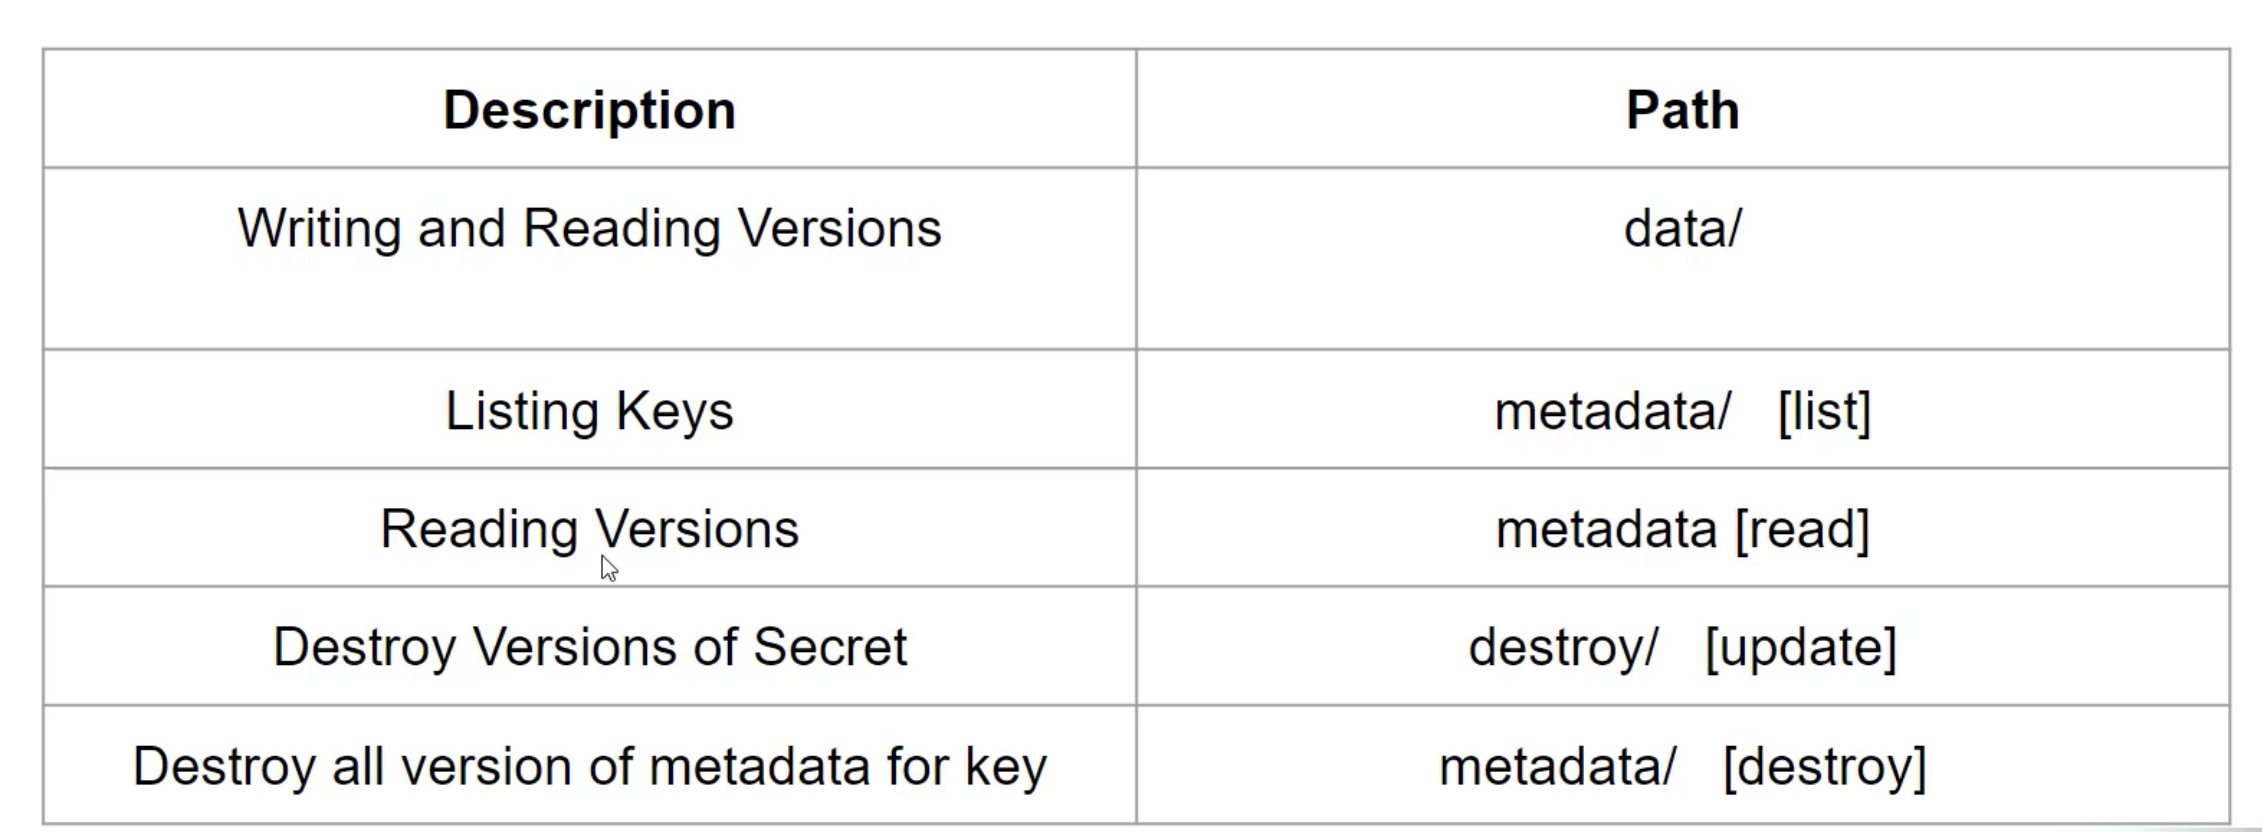 Description Path
Writing and Reading Versions data/
Listing Keys metadata/ [list]
Reading Versions metadata [read]
Destroy Versions of Secret destroy/ [update]
Destroy all version of metadata for key metadata/ [destroy]